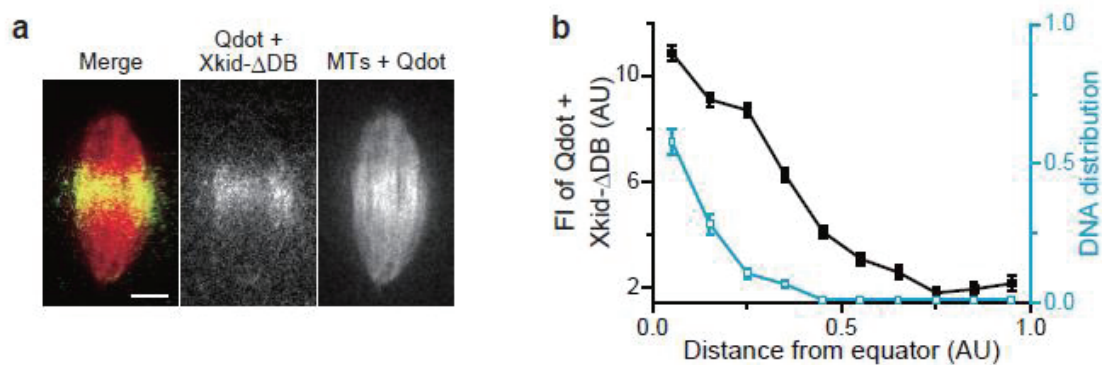 a
Merge
Qdot +
Xkid-ΔDB
MTs + Qdot
b
FI of Qdot +
Xkid-ΔDB (AU)
10
6
2
0.0
0.5
1.0
Distance from equator (AU)
1.0
0.5
0.0
DNA distribution